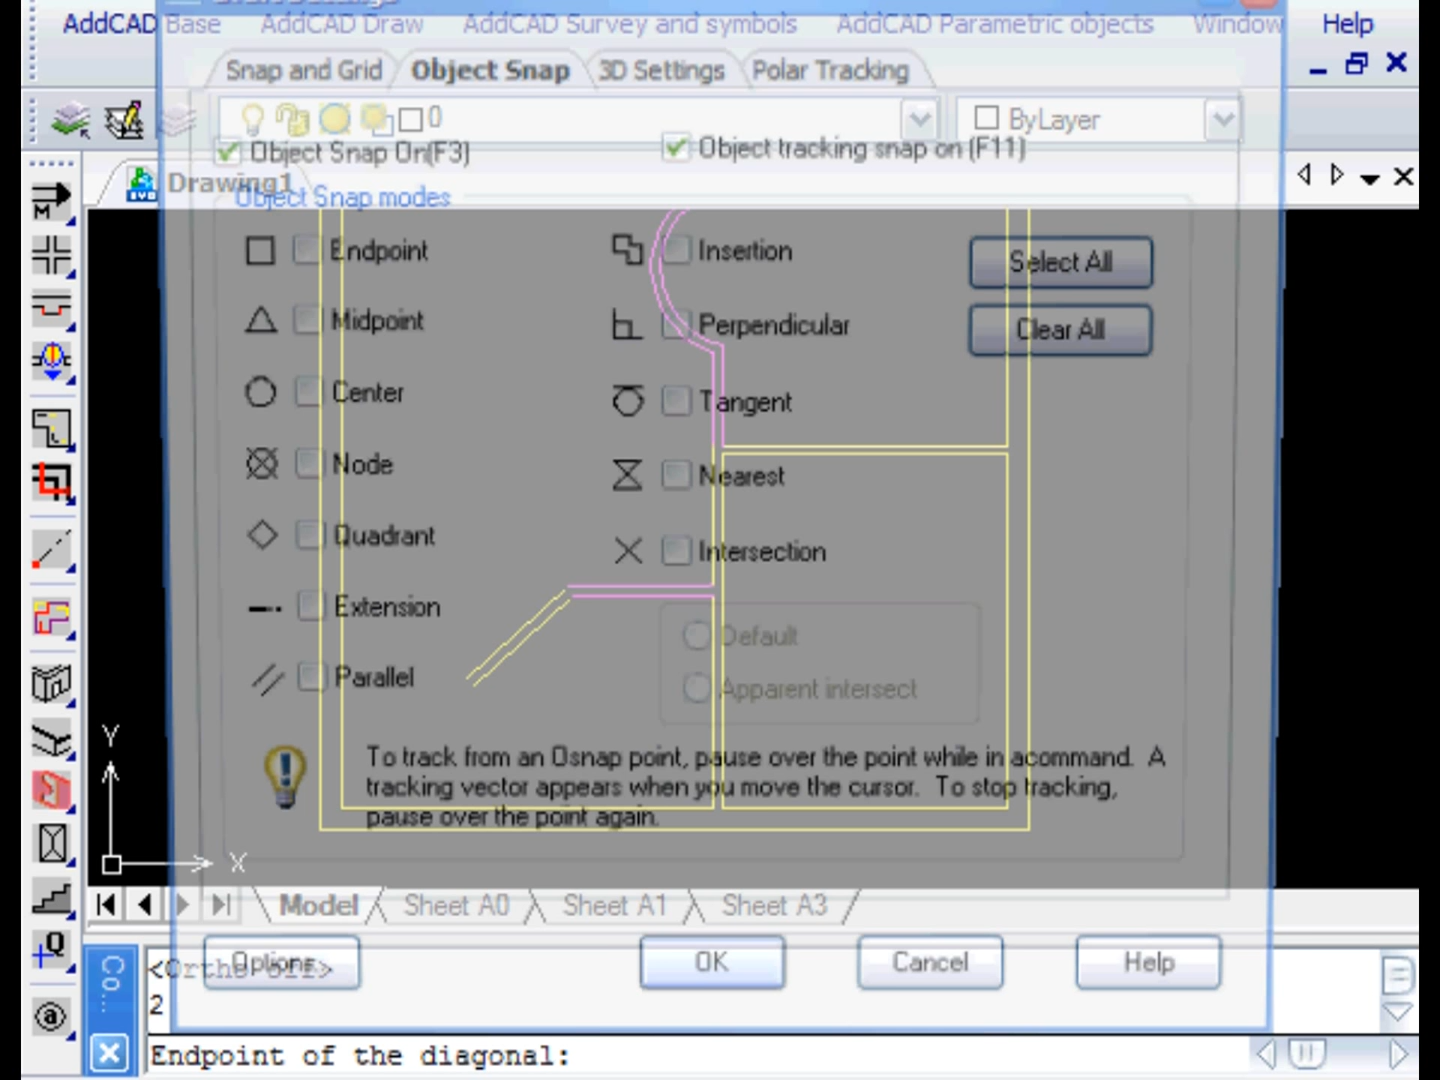 AddCAD Base AddCAD Draw AddCAD Survey and symbols AddCAD Parametric objects Window Help
Snap and Grid Object Snap 3D Settings Polar Tracking
0 ByLayer
Object Snap On(F3) Object tracking snap on (F11)
Drawing1
Object Snap modes
Endpoint Insertion Select All
Midpoint Perpendicular Clear All
Center Tangent
Node Nearest
Quadrant Intersection
Extension Default
Parallel Apparent intersect
To track from an Osnap point, pause over the point while in acommand. A
tracking vector appears when you move the cursor. To stop tracking,
pause over the point again.
Y
X
Model Sheet A0 Sheet A1 Sheet A3
Options OK Cancel Help
<Ortho off>
Co...
2
Endpoint of the diagonal: